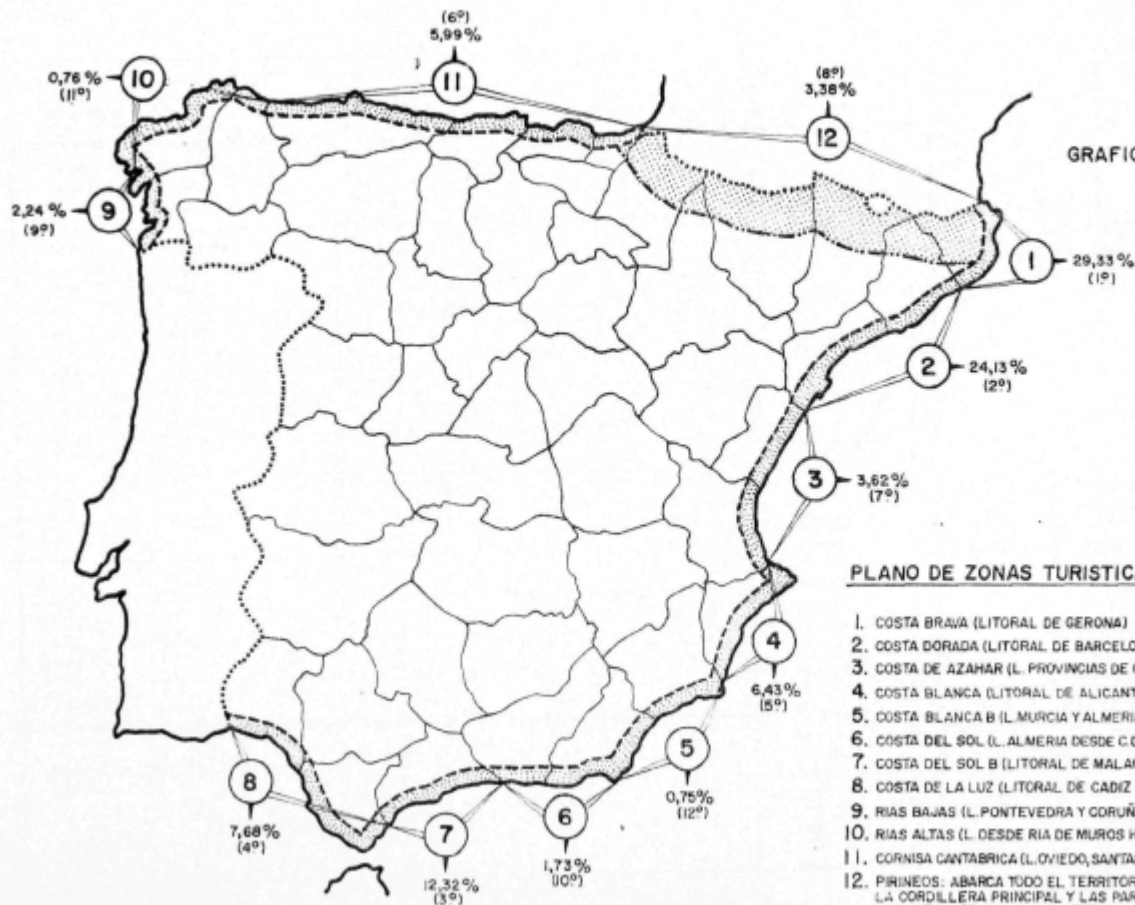 (6º)
5,99%
11
0,76%
(11º)
10
(8º)
3,38%
12
GRAFIC
2,24%
(9º)
9
1
29,33%
(1º)
2
24,13%
(2º)
3
3,62%
(7º)
4
6,43%
(5º)
5
0,75%
(12º)
6
1,73%
(10º)
7
12,32%
(3º)
8
7,68%
(4º)
PLANO DE ZONAS TURISTIC
1. COSTA BRAVA (LITORAL DE GERONA)
2. COSTA DORADA (LITORAL DE BARCELO
3. COSTA DE AZAHAR (L. PROVINCIAS DE
4. COSTA BLANCA (LITORAL DE ALICANT
5. COSTA BLANCA B (L. MURCIA Y ALMERIA
6. COSTA DEL SOL (L. ALMERIA DESDE
7. COSTA DEL SOL B (LITORAL DE MALAG
8. COSTA DE LA LUZ (LITORAL DE CADIZ
9. RIAS BAJAS (L. PONTEVEDRA Y CORUÑ
10. RIAS ALTAS (L. DESDE RIA DE MUROS H
11. CORNISA CANTABRICA (L. OVIEDO, SANTA
12. PIRINEOS: ABARCA TODO EL TERRITOR
LA CORDILLERA PRINCIPAL Y LAS PAR